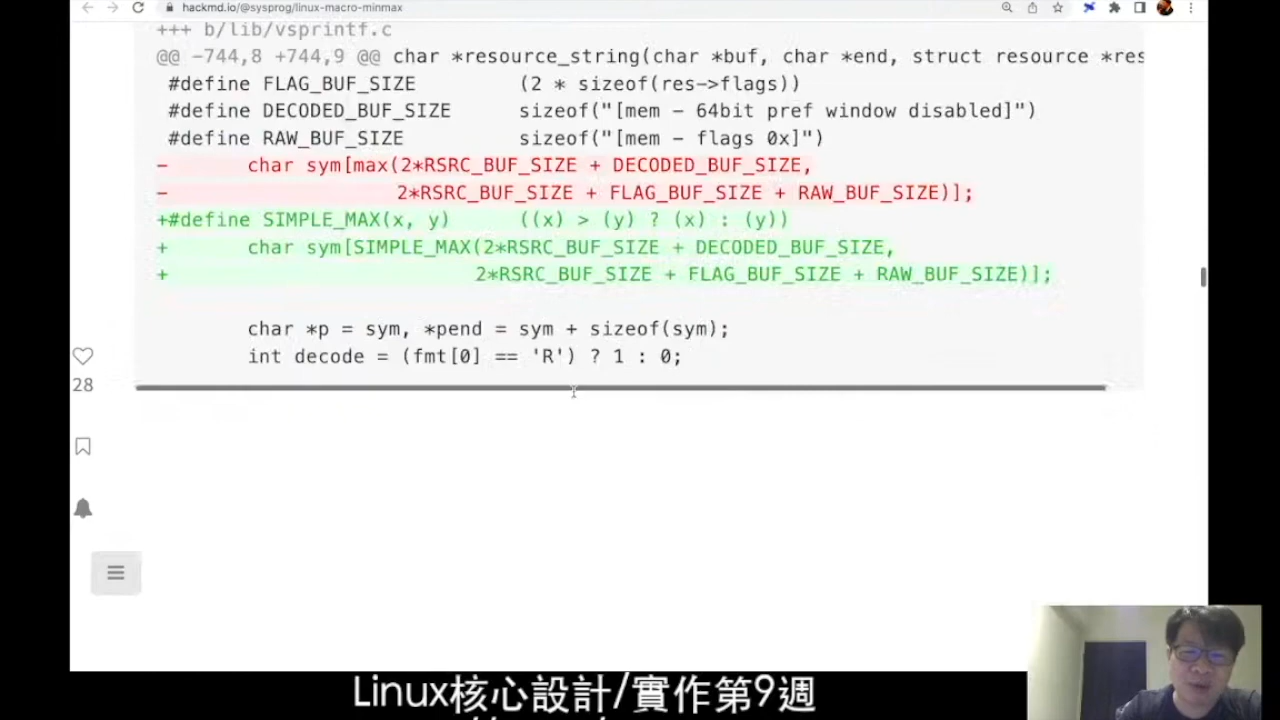 hackmd.io/@sysprog/linux-macro-minmax
+++ b/lib/vsprintf.c
@@ -744,8 +744,9 @@ char *resource_string(char *buf, char *end, struct resource *res
#define FLAG_BUF_SIZE (2 * sizeof(res->flags))
#define DECODED_BUF_SIZE sizeof("[mem - 64bit pref window disabled]")
#define RAW_BUF_SIZE sizeof("[mem - flags 0x]")
- char sym[max(2*RSRC_BUF_SIZE + DECODED_BUF_SIZE,
- 2*RSRC_BUF_SIZE + FLAG_BUF_SIZE + RAW_BUF_SIZE)];
+#define SIMPLE_MAX(x, y) ((x) > (y) ? (x) : (y))
+ char sym[SIMPLE_MAX(2*RSRC_BUF_SIZE + DECODED_BUF_SIZE,
+ 2*RSRC_BUF_SIZE + FLAG_BUF_SIZE + RAW_BUF_SIZE)];
char *p = sym, *pend = sym + sizeof(sym);
int decode = (fmt[0] == 'R') ? 1 : 0;
28
Linux核心設計/實作第9週